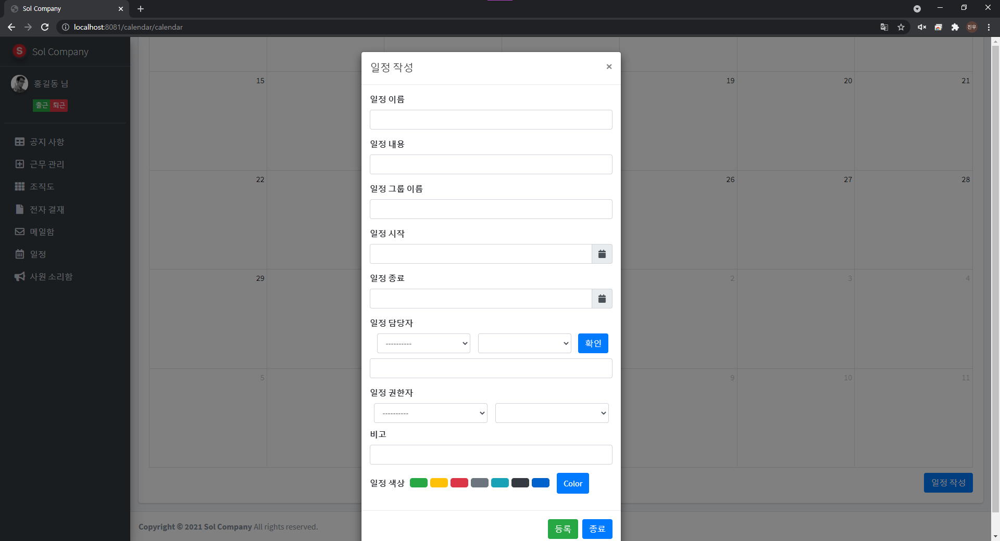 Sol Company
localhost:8081/calendar/calendar
진우
S Sol Company
홍길동 님
출근 퇴근
공지 사항
근무 관리
조직도
전자 결재
메일함
일정
사원 소리함
15 19 20 21
22 26 27 28
29 2 3 4
5 9 10 11
일정 작성
Copyright © 2021 Sol Company All rights reserved.
일정 작성
×
일정 이름
일정 내용
일정 그룹 이름
일정 시작
일정 종료
일정 담당자
---------- 확인
일정 권한자
----------
비고
일정 색상 Color
등록 종료